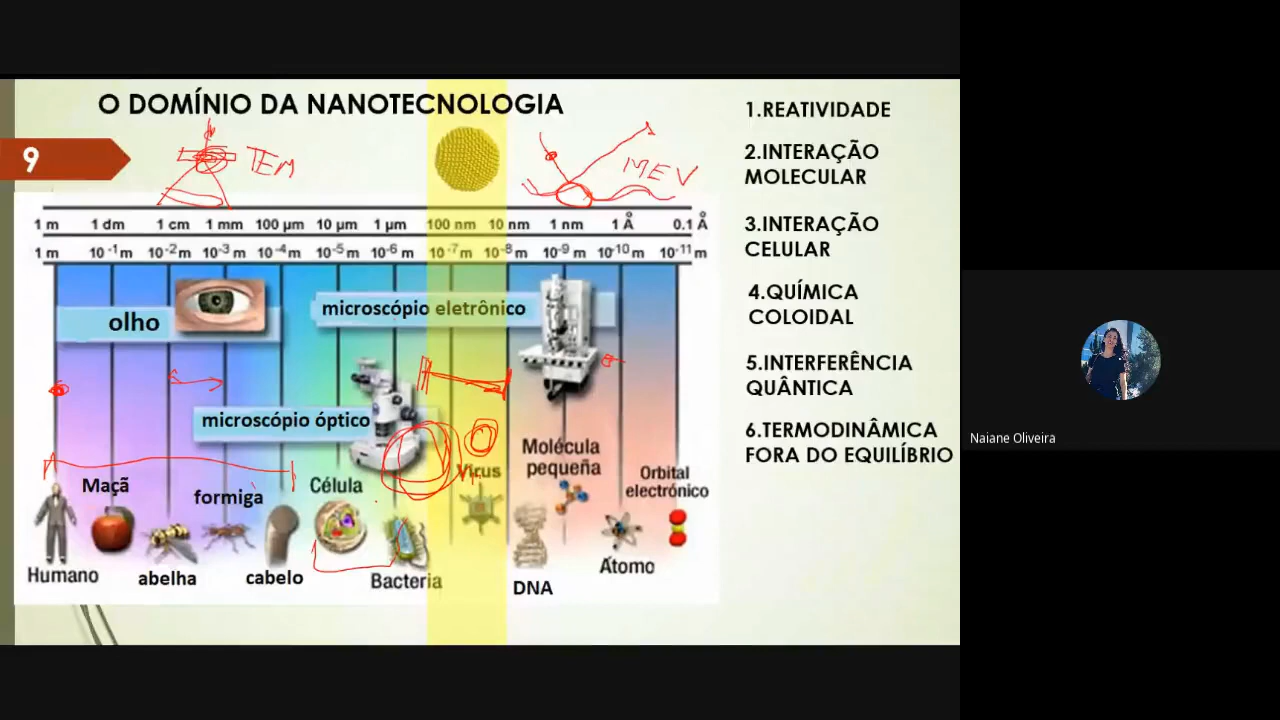 O DOMÍNIO DA NANOTECNOLOGIA
9
TEM
MEV
1 m 1 dm 1 cm 1 mm 100 µm 10 µm 1 µm 100 nm 10 nm 1 nm 1 Å 0.1 Å
1 m 10⁻¹m 10⁻² m 10⁻³ m 10⁻⁴ m 10⁻⁵ m 10⁻⁶ m 10⁻⁷ m 10⁻⁸ m 10⁻⁹ m 10⁻¹⁰ m 10⁻¹¹ m
olho
microscópio eletrônico
microscópio óptico
Humano
Maçã
abelha
formiga
cabelo
Célula
Bacteria
Vírus
DNA
Molécula
pequeña
Átomo
Orbital
electrónico
1.REATIVIDADE
2.INTERAÇÃO
MOLECULAR
3.INTERAÇÃO
CELULAR
4.QUÍMICA
COLOIDAL
5.INTERFERÊNCIA
QUÂNTICA
6.TERMODINÂMICA
FORA DO EQUILÍBRIO
Naiane Oliveira